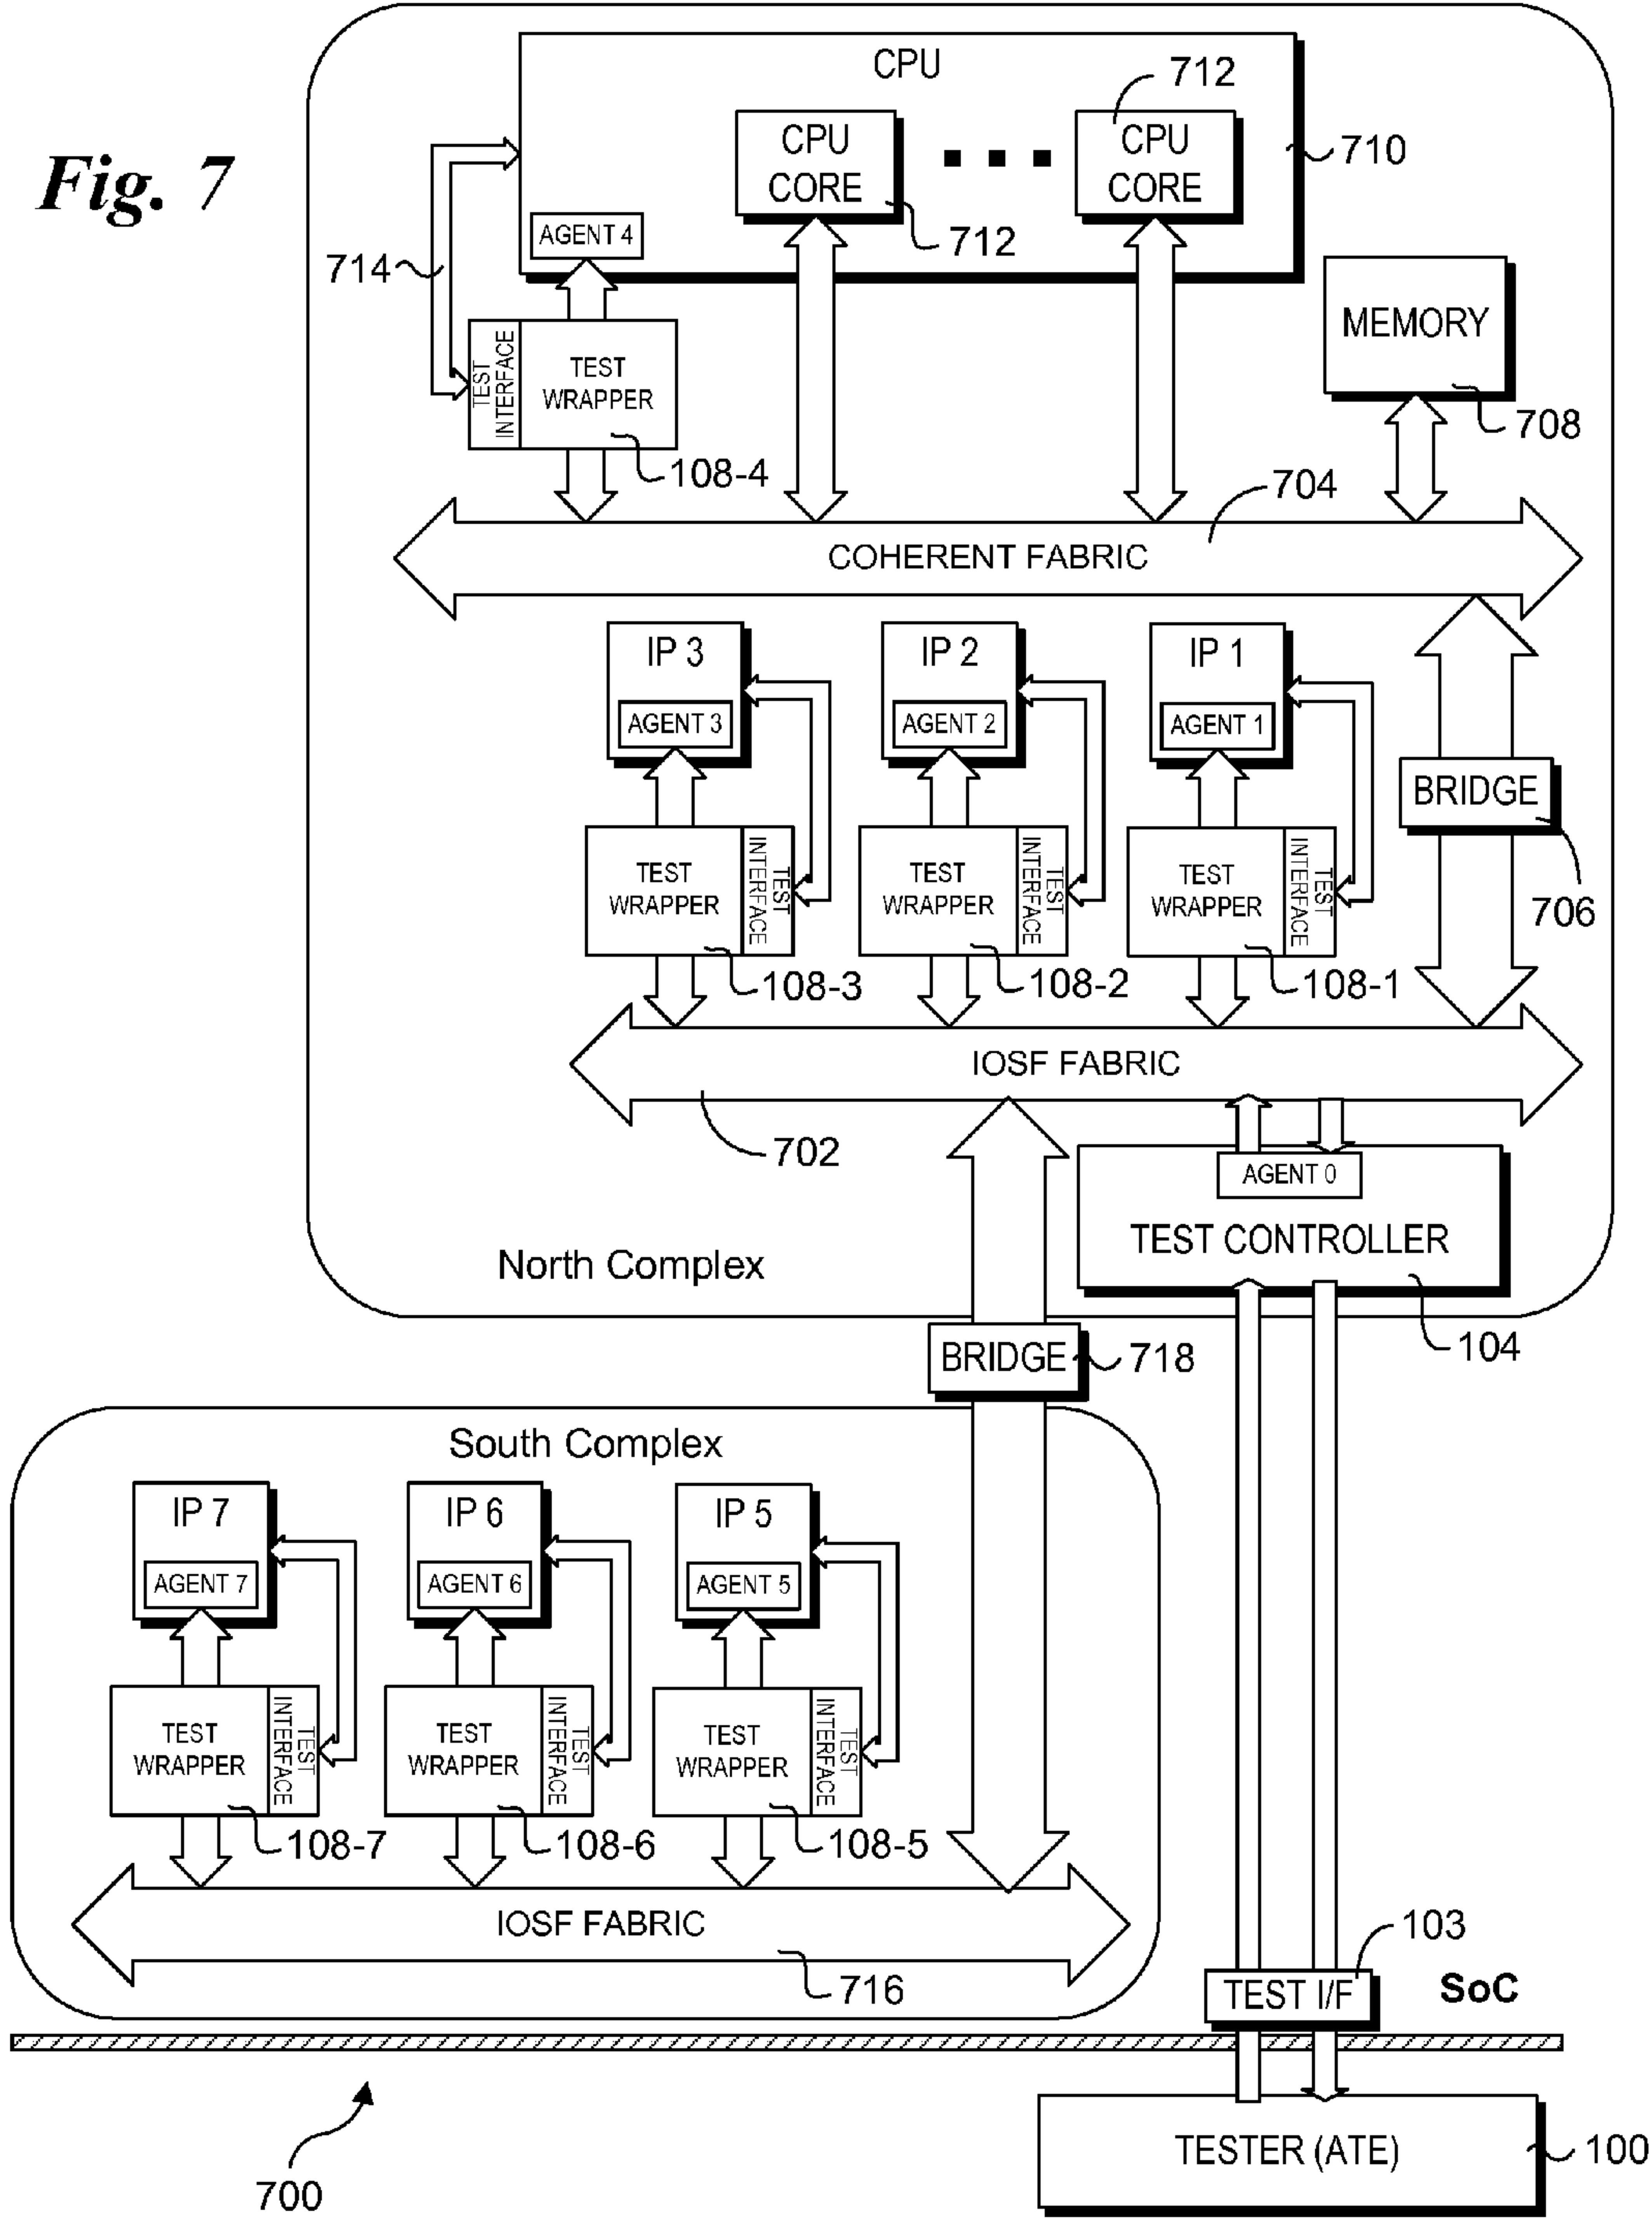 Fig. 7
CPU
712
CPU
CORE
CPU
CORE
710
AGENT 4
712
714
MEMORY
TEST
INTERFACE
TEST
WRAPPER
708
108-4
704
COHERENT FABRIC
IP 3
IP 2
IP 1
AGENT 3
AGENT 2
AGENT 1
BRIDGE
TEST
WRAPPER
TEST
INTERFACE
TEST
WRAPPER
TEST
INTERFACE
TEST
WRAPPER
TEST
INTERFACE
706
108-3
108-2
108-1
IOSF FABRIC
702
AGENT 0
TEST CONTROLLER
North Complex
104
BRIDGE
718
South Complex
IP 7
IP 6
IP 5
AGENT 7
AGENT 6
AGENT 5
TEST
WRAPPER
TEST
INTERFACE
TEST
WRAPPER
TEST
INTERFACE
TEST
WRAPPER
TEST
INTERFACE
108-7
108-6
108-5
IOSF FABRIC
103
716
TEST I/F
SoC
TESTER (ATE)
100
700